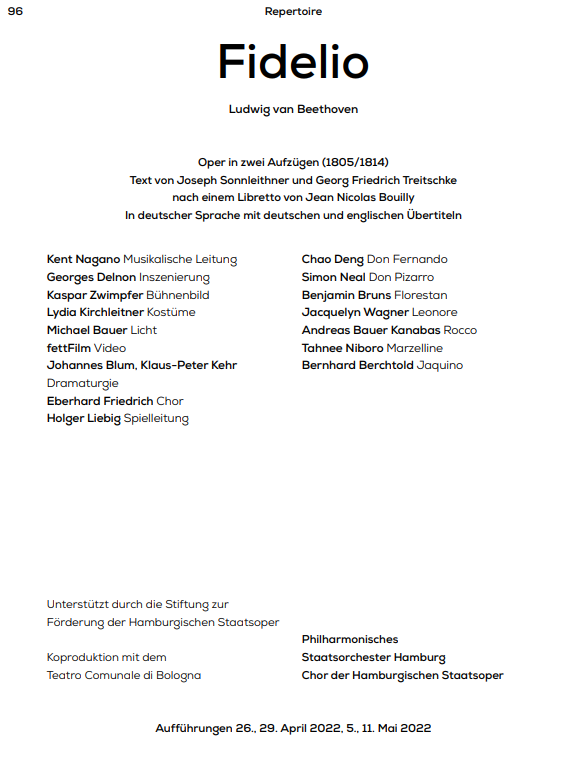 96
Repertoire
Fidelio
Ludwig van Beethoven
Oper in zwei Aufzügen (1805/1814)
Text von Joseph Sonnleithner und Georg Friedrich Treitschke
nach einem Libretto von Jean Nicolas Bouilly
In deutscher Sprache mit deutschen und englischen Übertiteln
Kent Nagano Musikalische Leitung
Georges Delnon Inszenierung
Kaspar Zwimpfer Bühnenbild
Lydia Kirchleitner Kostüme
Michael Bauer Licht
fettFilm Video
Johannes Blum, Klaus-Peter Kehr
Dramaturgie
Eberhard Friedrich Chor
Holger Liebig Spielleitung
Chao Deng Don Fernando
Simon Neal Don Pizarro
Benjamin Bruns Florestan
Jacquelyn Wagner Leonore
Andreas Bauer Kanabas Rocco
Tahnee Niboro Marzelline
Bernhard Berchtold Jaquino
Unterstützt durch die Stiftung zur
Förderung der Hamburgischen Staatsoper
Koproduktion mit dem
Teatro Comunale di Bologna
Philharmonisches
Staatsorchester Hamburg
Chor der Hamburgischen Staatsoper
Aufführungen 26., 29. April 2022, 5., 11. Mai 2022